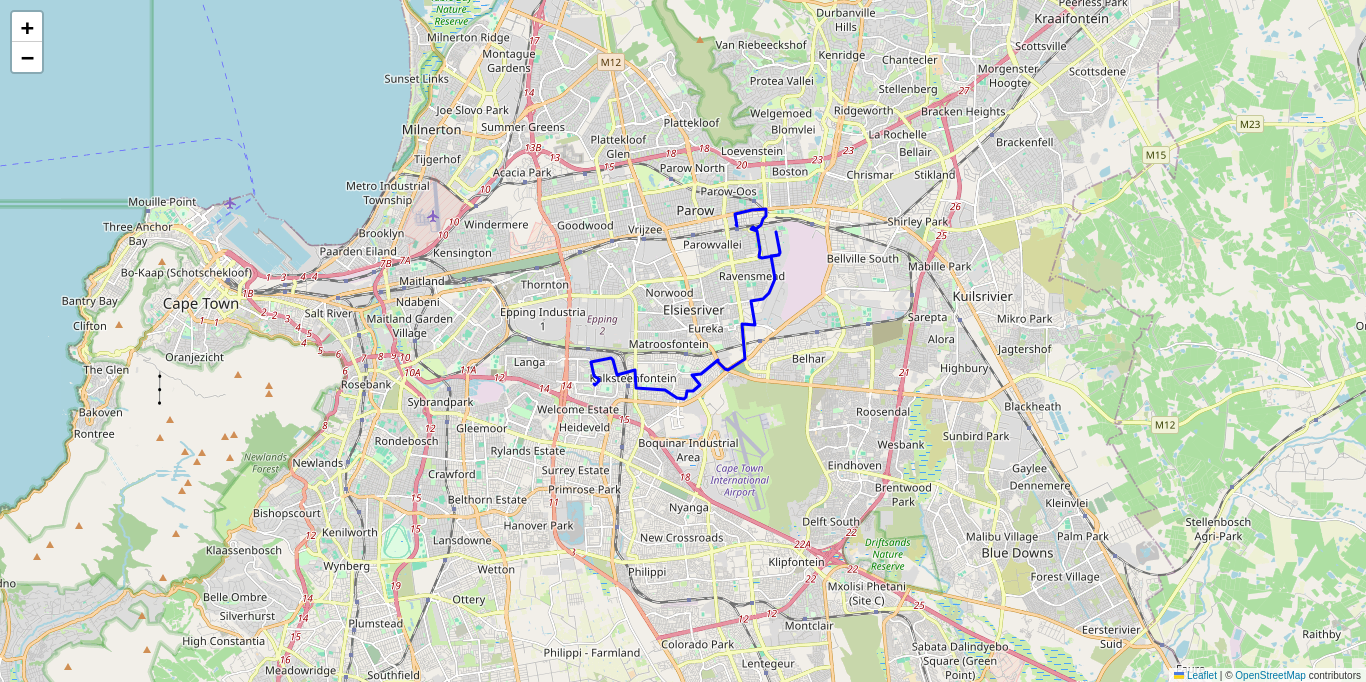 +
−
Nature
Reserve
Milnerton Ridge
Montague
Gardens
Sunset Links
Joe Slovo Park
Milnerton
Summer Greens
Tijgerhof
Acacia Park
Metro Industrial
Township
Brooklyn
Paarden Eiland
Windermere
Kensington
Maitland
Ndabeni
Maitland Garden
Village
Mouille Point
Three Anchor
Bay
Bo-Kaap (Schotschekloof)
Bantry Bay
Cape Town
Clifton
Salt River
Oranjezicht
The Glen
Rosebank
Bakoven
Rontree
Sybrandpark
Rondebosch
Newlands
Newlands
Forest
Bishopscourt
Kenilworth
Klaassenbosch
Wynberg
Belle Ombre
Silverhurst
High Constantia
Plumstead
Meadowridge
Southfield
Ottery
Wetton
Lansdowne
Belthorn Estate
Crawford
Gleemoor
Rylands Estate
Surrey Estate
Primrose Park
Hanover Park
Heideveld
Welcome Estate
Langa
Kalksteenfontein
Epping Industria
1
Epping
2
Thornton
Goodwood
Vrijzee
Parow
Parow-Oos
Parow North
Parowvallei
Platteklof
Plattekloof
Glen
Norwood
Elsiesriver
Eureka
Matroosfontein
Ravensmead
Boquinar Industrial
Area
Cape Town
International
Airport
Nyanga
New Crossroads
Philippi
Philippi - Farmland
Colorado Park
Lentegeur
Montclair
Klipfontein
Mxolisi Phetani
(Site C)
Delft South
Driftsands
Nature
Reserve
Eindhoven
Brentwood
Park
Wesbank
Roosendal
Belhar
Bellville South
Sarepta
Alora
Highbury
Blackheath
Sunbird Park
Gaylee
Dennemere
Kleinvlei
Malibu Village
Palm Park
Blue Downs
Forest Village
Eersterivier
Suid
Sabata Dalindyebo
Square (Green
Point)
Stellenbosch
Agri-Park
Raithby
Jagtershof
Mikro Park
Kuilsrivier
Mabille Park
Shirley Park
Stikland
Chrismar
Bellair
La Rochelle
Brackenfell
Bracken Heights
Ridgeworth
Stellenberg
Chantecler
Morgenster
Hoogte
Scottsdene
Scottsville
Kraaifontein
Peerless Park
Durbanville
Hills
Kenridge
Van Riebeeckshof
Protea Vallei
Welgemoed
Blomvlei
Loevenstein
Boston
M12
M23
M15
M12
Leaflet | © OpenStreetMap contributors